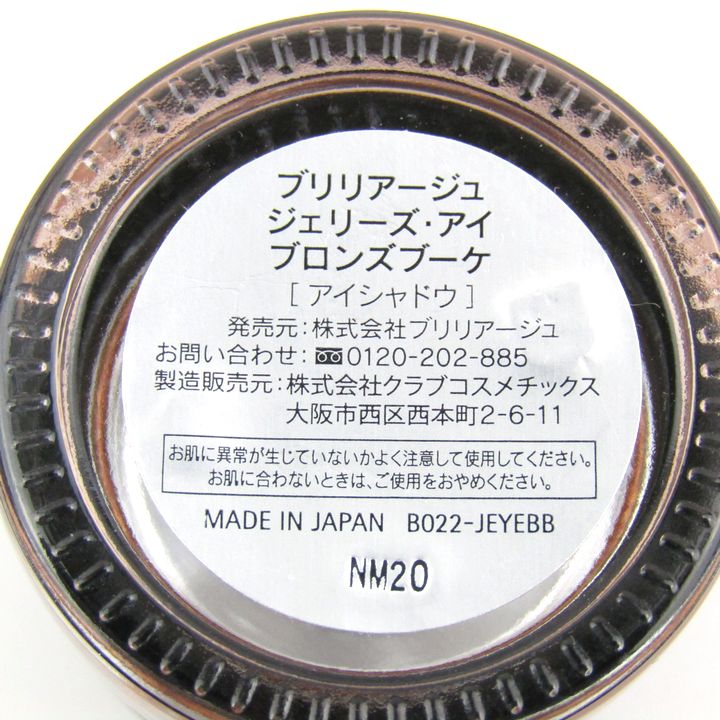 ブリリアージュ
ジェリーズ・アイ
ブロンズブーケ
[ アイシャドウ ]
発売元：株式会社ブリリアージュ
お問い合わせ：0120-202-885
製造販売元：株式会社クラブコスメチックス
大阪市西区西本町2-6-11
お肌に異常が生じていないかよく注意して使用してください。
お肌に合わないときは、ご使用をおやめください。
MADE IN JAPAN B022-JEYEBB
NM20